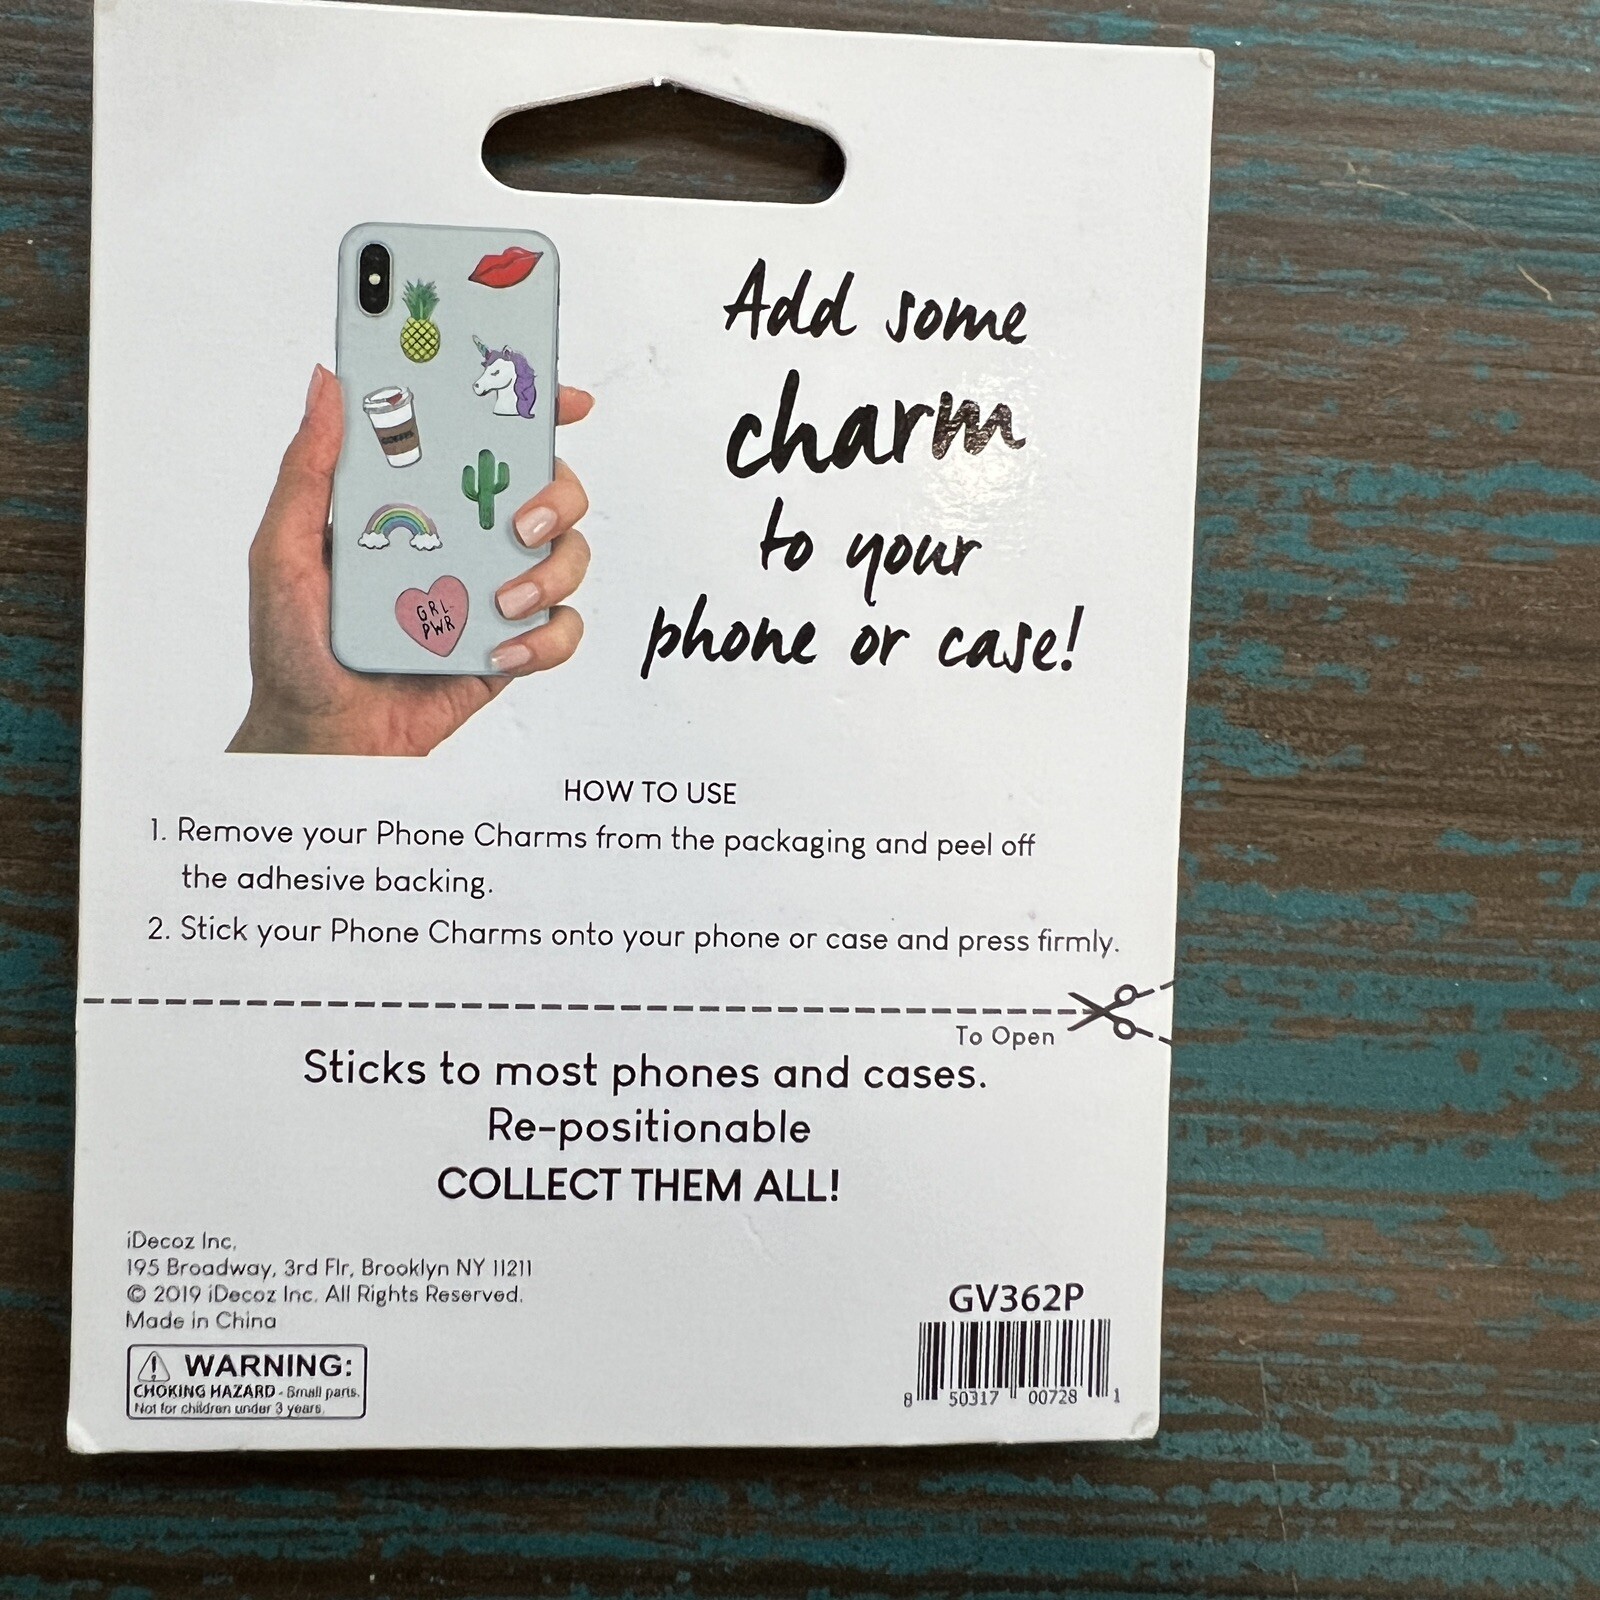 Add some
charm
to your
phone or case!
COFFEE
GRL
PWR
HOW TO USE
1. Remove your Phone Charms from the packaging and peel off
the adhesive backing.
2. Stick your Phone Charms onto your phone or case and press firmly.
To Open
Sticks to most phones and cases.
Re-positionable
COLLECT THEM ALL!
iDecoz Inc,
195 Broadway, 3rd Flr, Brooklyn NY 11211
© 2019 iDecoz Inc. All Rights Reserved.
Made in China
WARNING:
CHOKING HAZARD - Small parts.
Not for children under 3 years.
GV362P
8 50317 00728 1